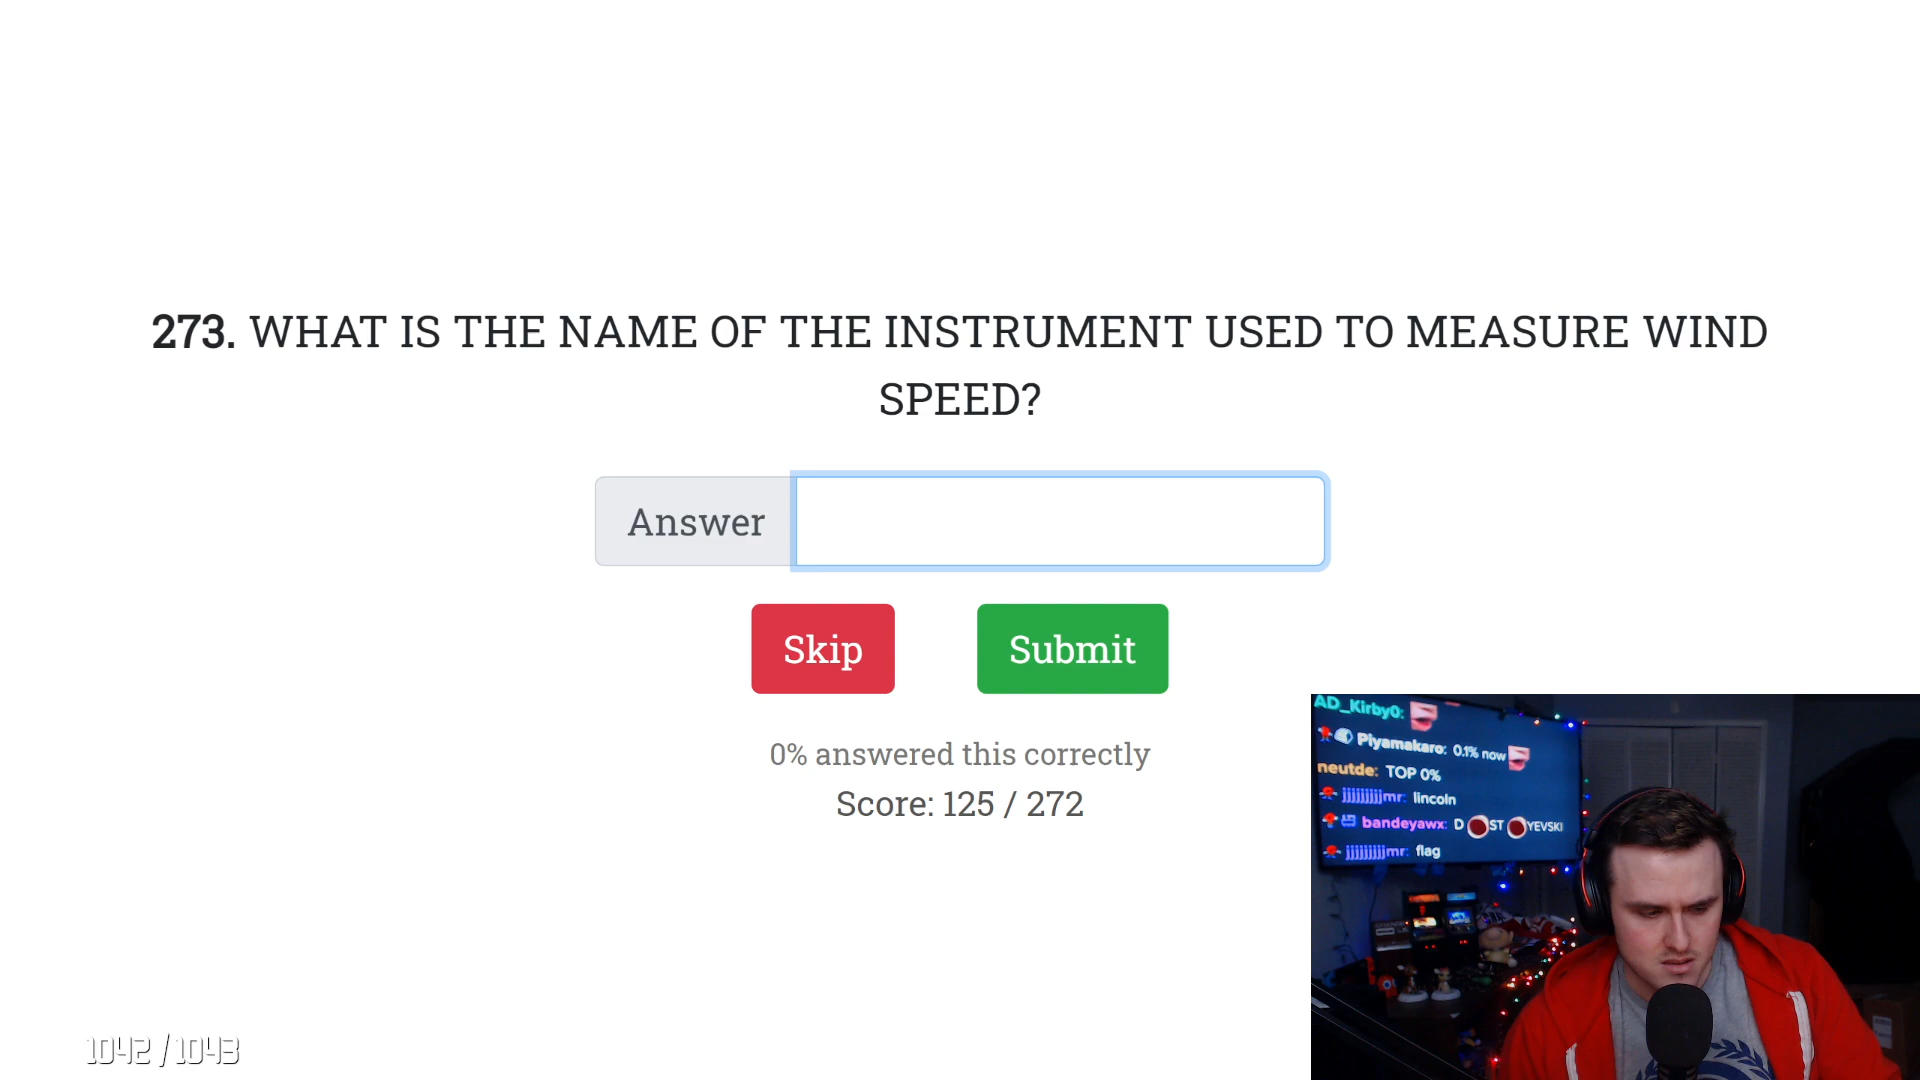 273. WHAT IS THE NAME OF THE INSTRUMENT USED TO MEASURE WIND
SPEED?
Answer
Skip
Submit
0% answered this correctly
Score: 125 / 272
AD_Kirby0:
Piyamakaro: 0.1% now
neutde: TOP 0%
jjjjjjjjjmr: lincoln
bandeyawx: D ST YEVSKI
jjjjjjjjjmr: flag
1042 / 1043